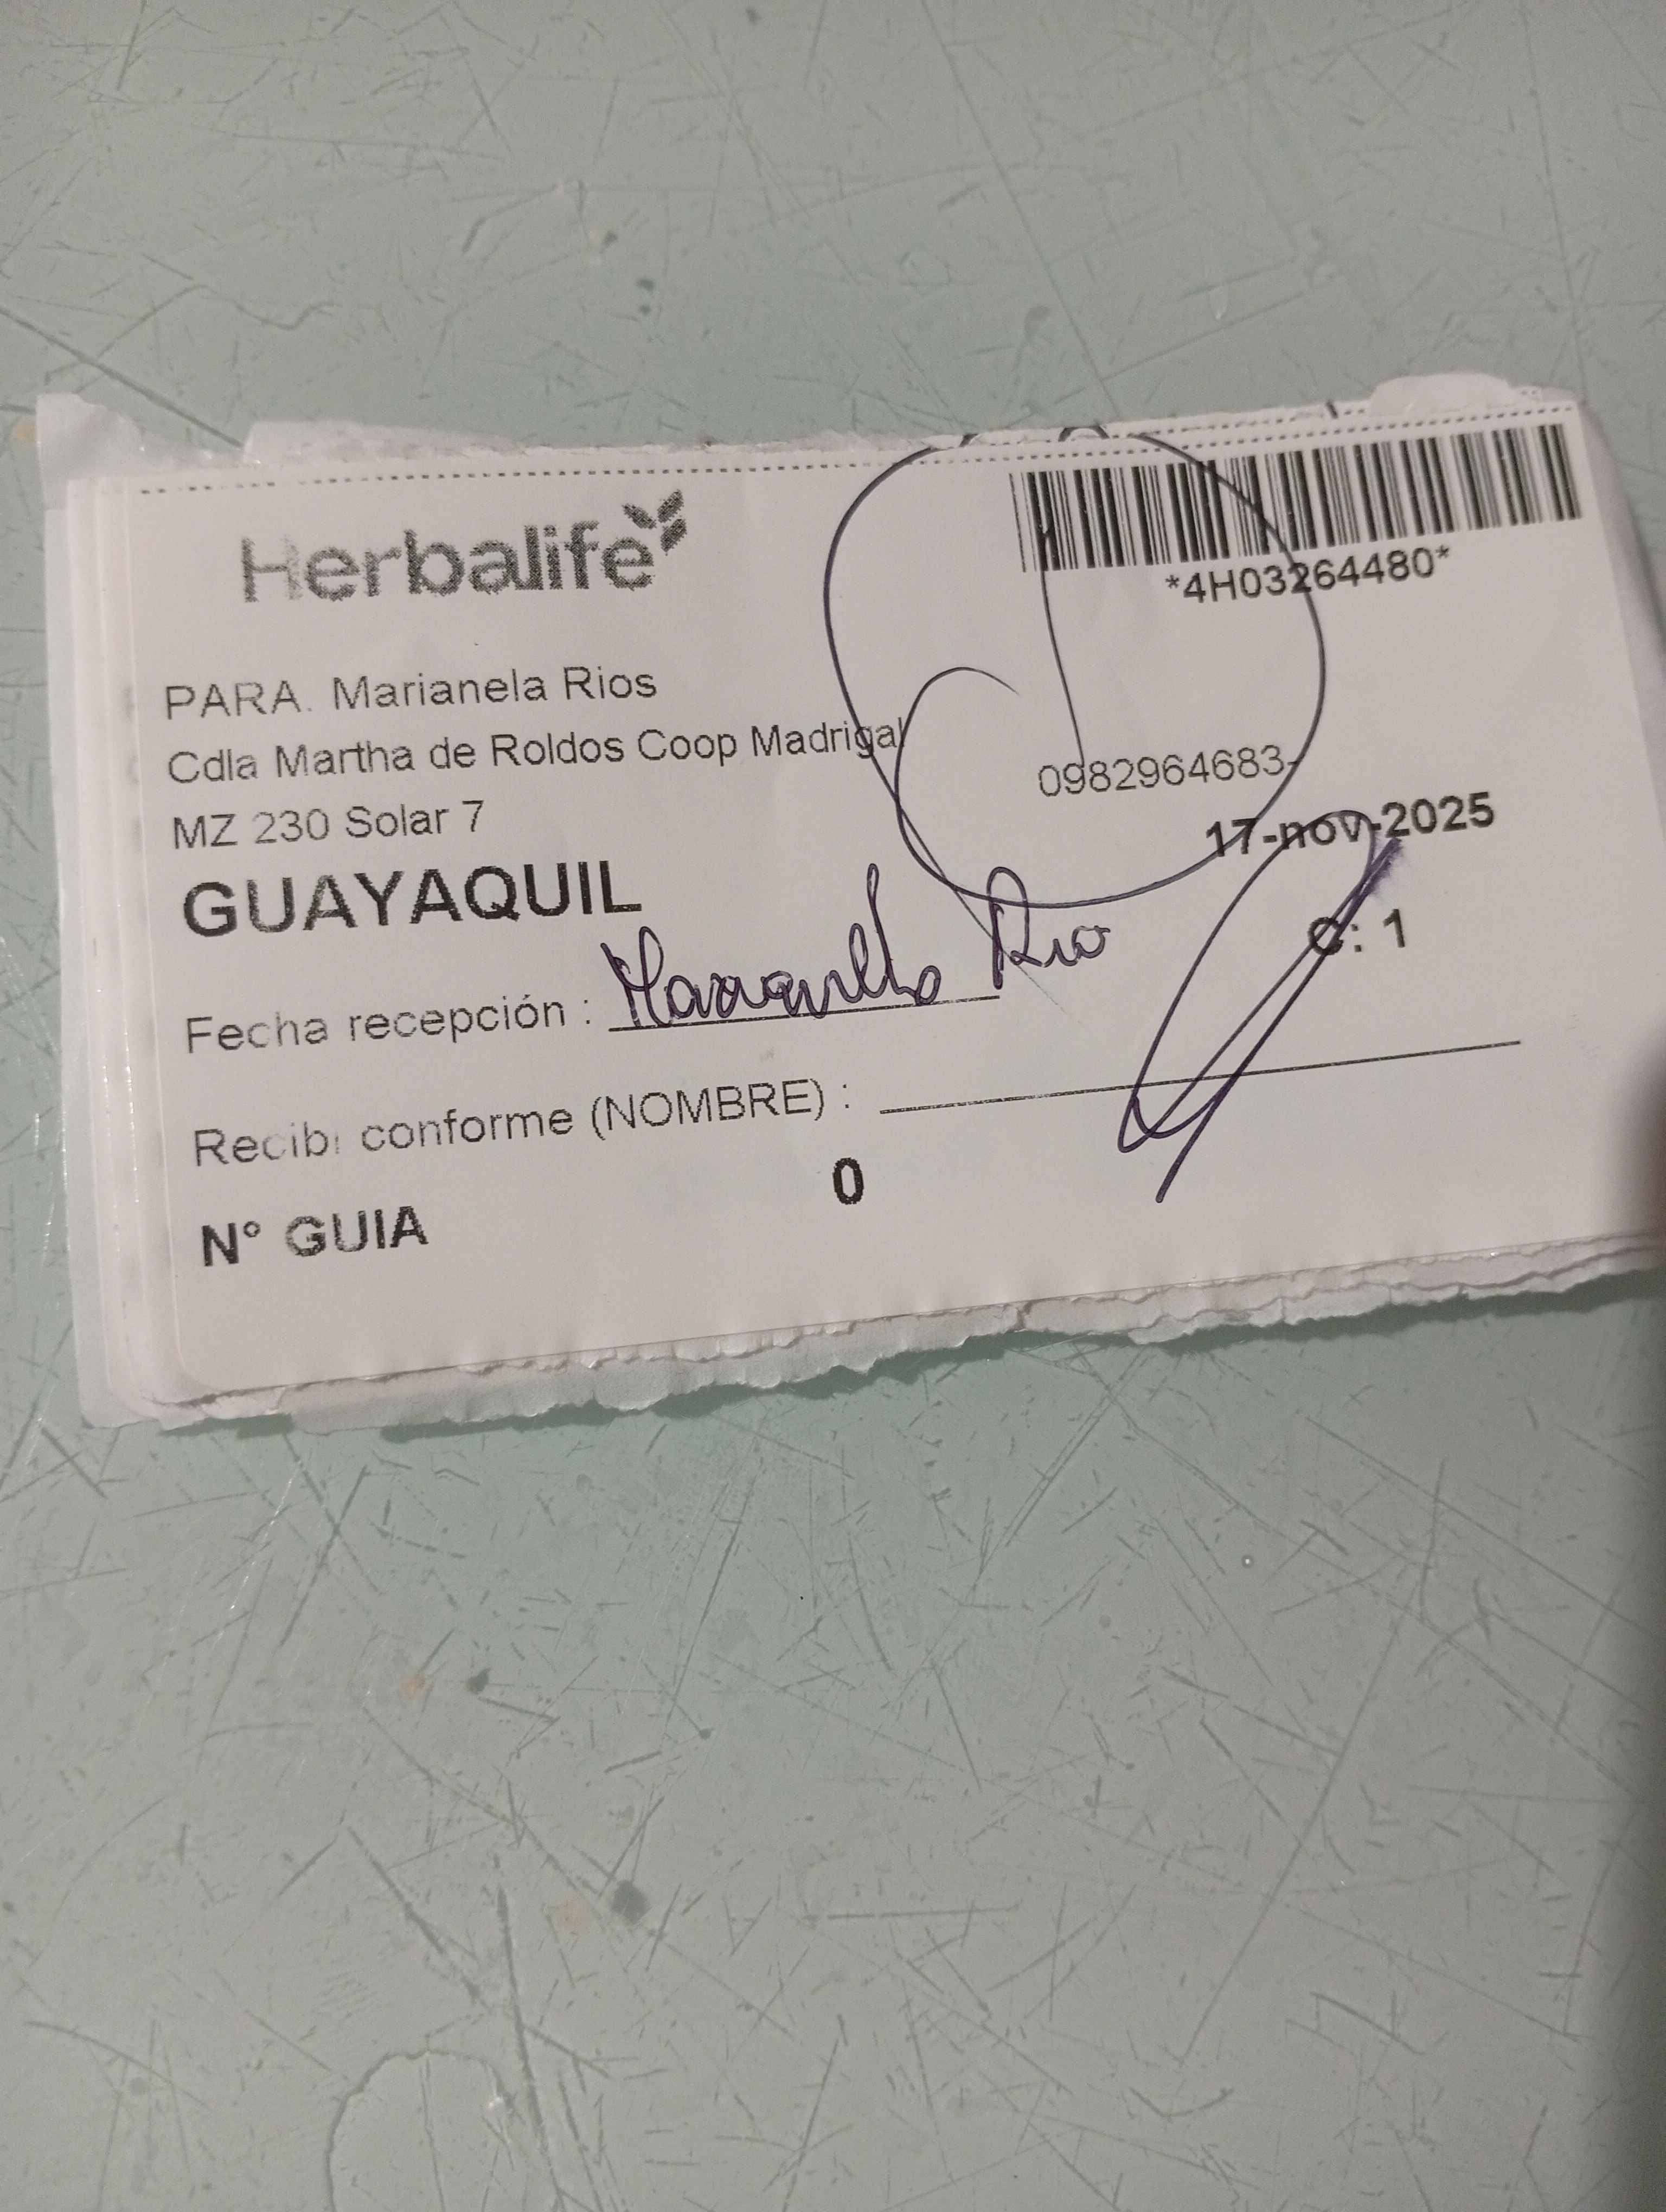 Herbalife
*4H03264480*
PARA. Marianela Rios
Cdla Martha de Roldos Coop Madrigal
0982964683-
MZ 230 Solar 7
17-nov-2025
GUAYAQUIL
C: 1
Fecha recepción :
Recibi conforme (NOMBRE) :
0
N° GUIA